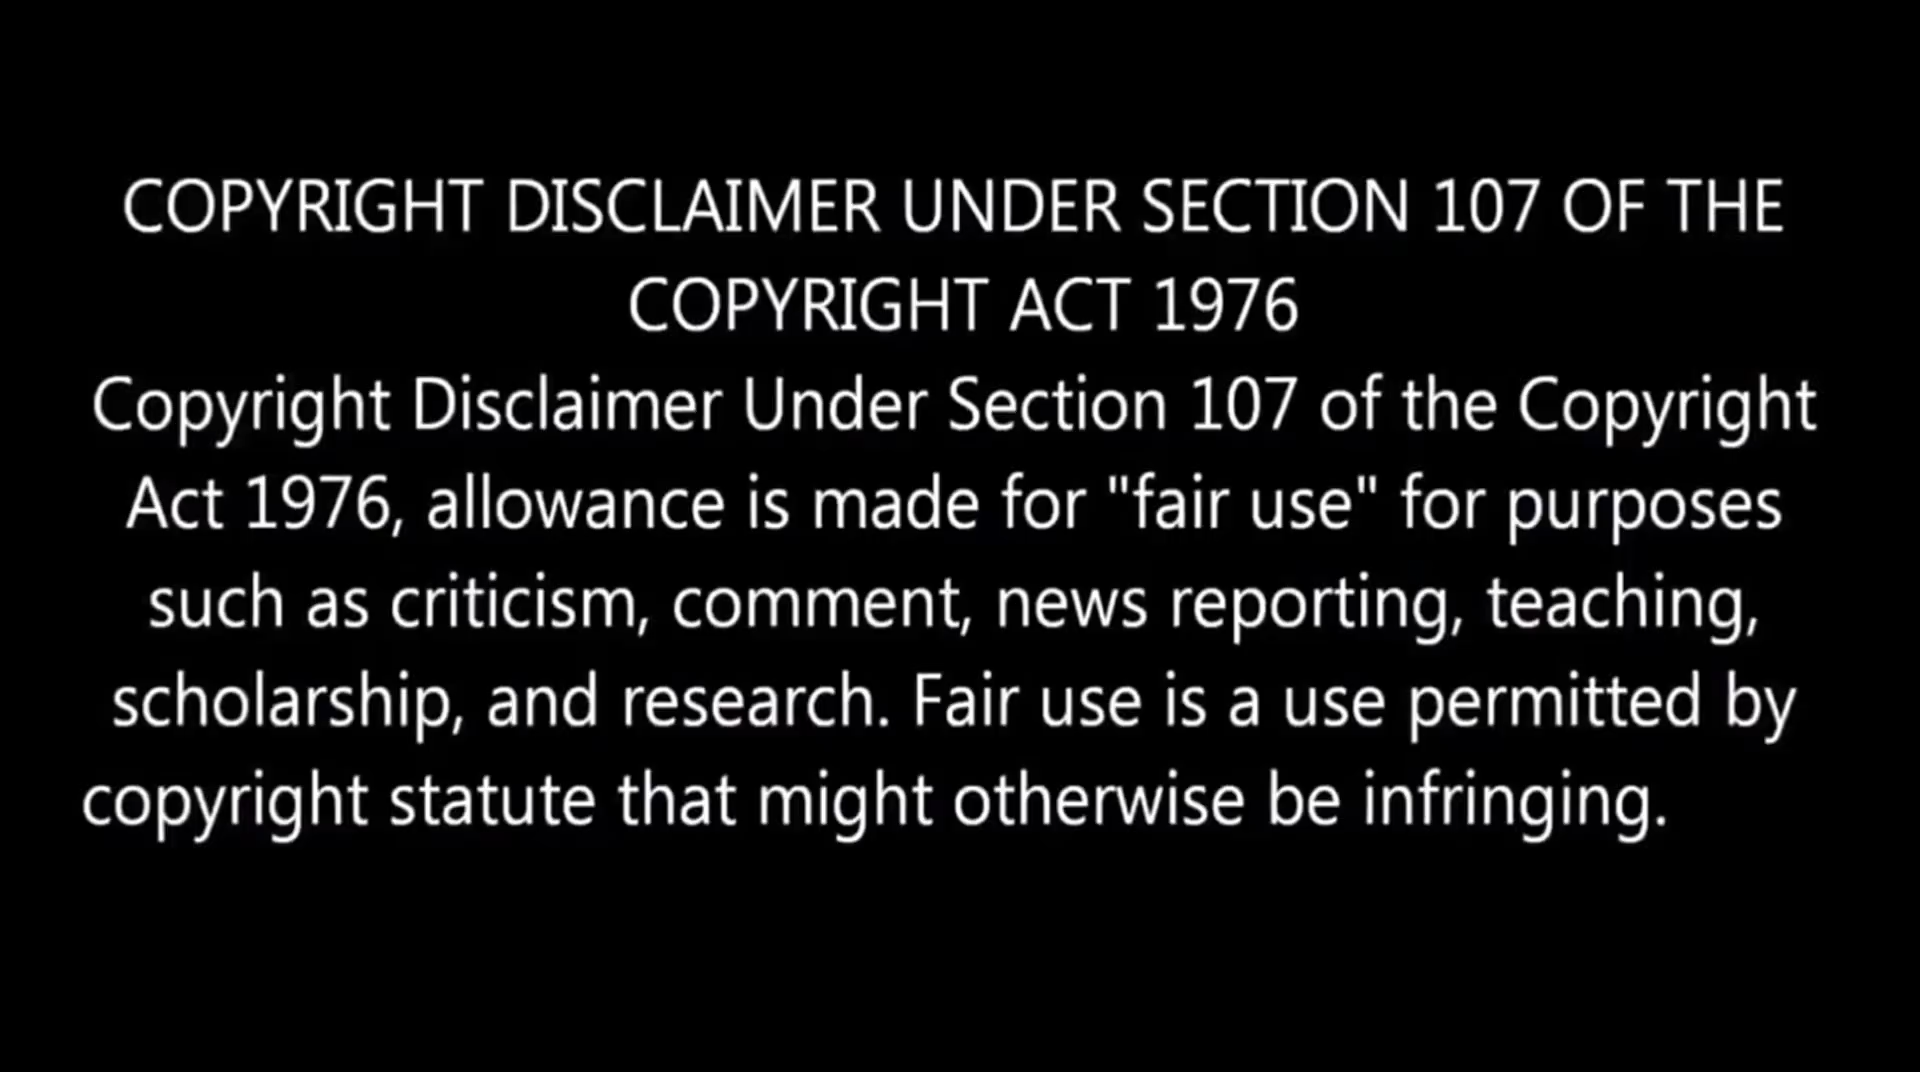 COPYRIGHT DISCLAIMER UNDER SECTION 107 OF THE
COPYRIGHT ACT 1976
Copyright Disclaimer Under Section 107 of the Copyright
Act 1976, allowance is made for "fair use" for purposes
such as criticism, comment, news reporting, teaching,
scholarship, and research. Fair use is a use permitted by
copyright statute that might otherwise be infringing.